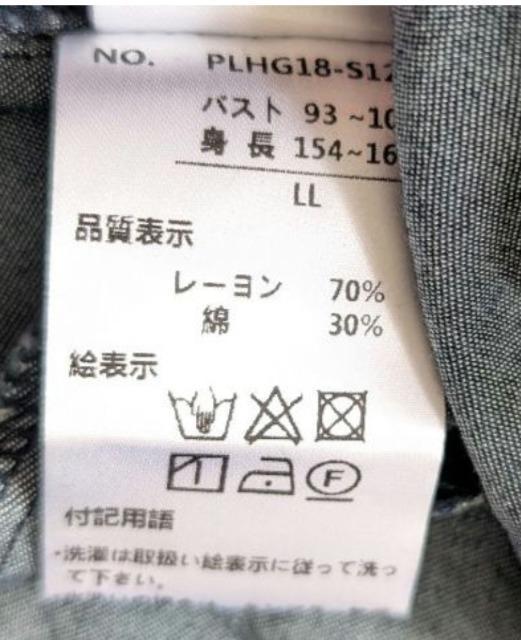 NO. PLHG18-S12
バスト 93 ~10
身 長 154~16
LL
品質表示
レーヨン 70%
綿 30%
絵表示
F
付記用語
・洗濯は取扱い絵表示に従って洗っ
て下さい。